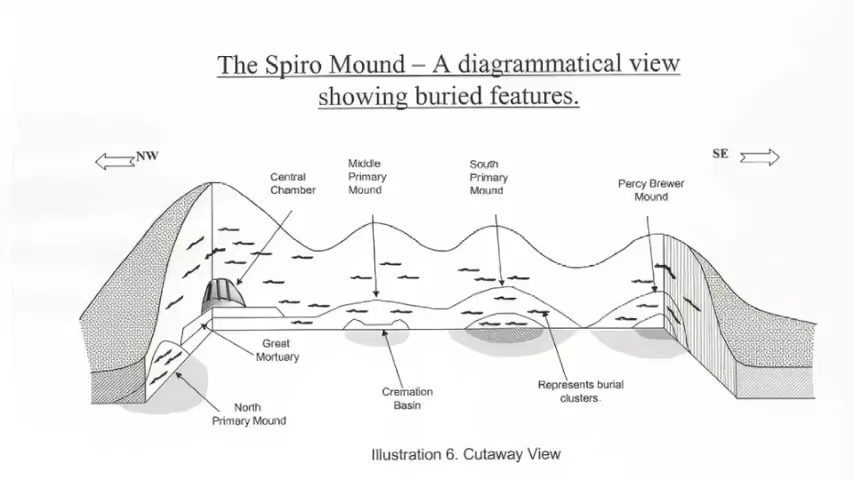 The Spiro Mound – A diagrammatical view
showing buried features.
NW
SE
Central
Chamber
Middle
Primary
Mound
South
Primary
Mound
Percy Brewer
Mound
Great
Mortuary
North
Primary Mound
Cremation
Basin
Represents burial
clusters.
Illustration 6. Cutaway View